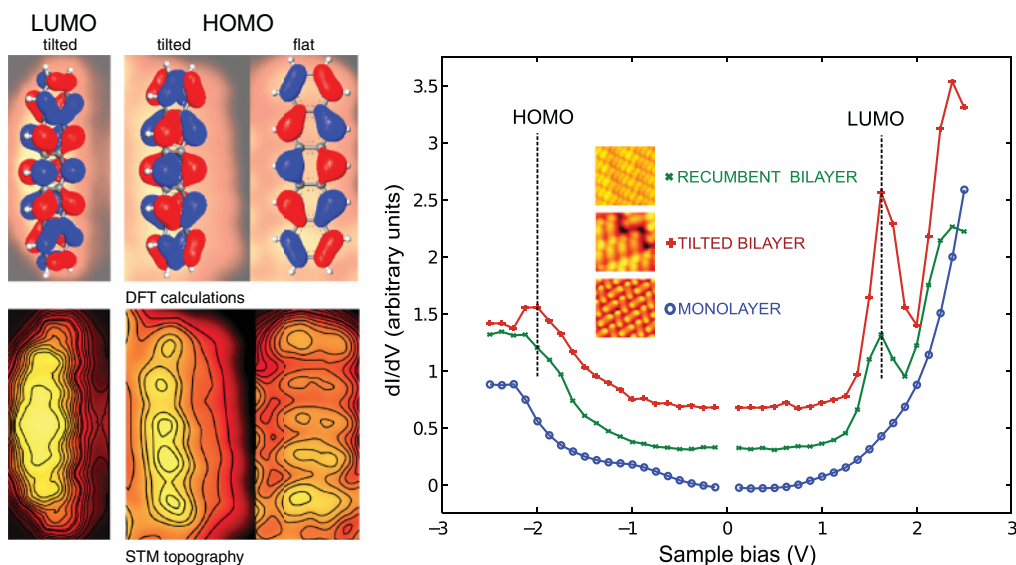 LUMO
HOMO
tilted
tilted
flat
DFT calculations
STM topography
dI/dV (arbitrary units)
3.5
3
2.5
2
1.5
1
0.5
0
HOMO
LUMO
RECUMBENT BILAYER
TILTED BILAYER
MONOLAYER
−3
−2
−1
0
1
2
3
Sample bias (V)